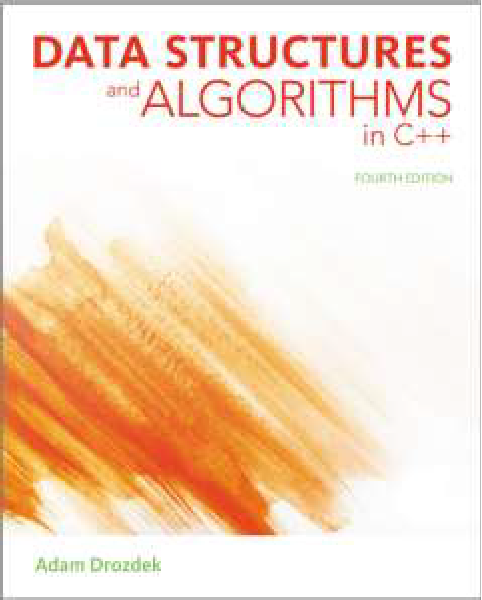 DATA STRUCTURES
and ALGORITHMS
in C++
FOURTH EDITION
Adam Drozdek